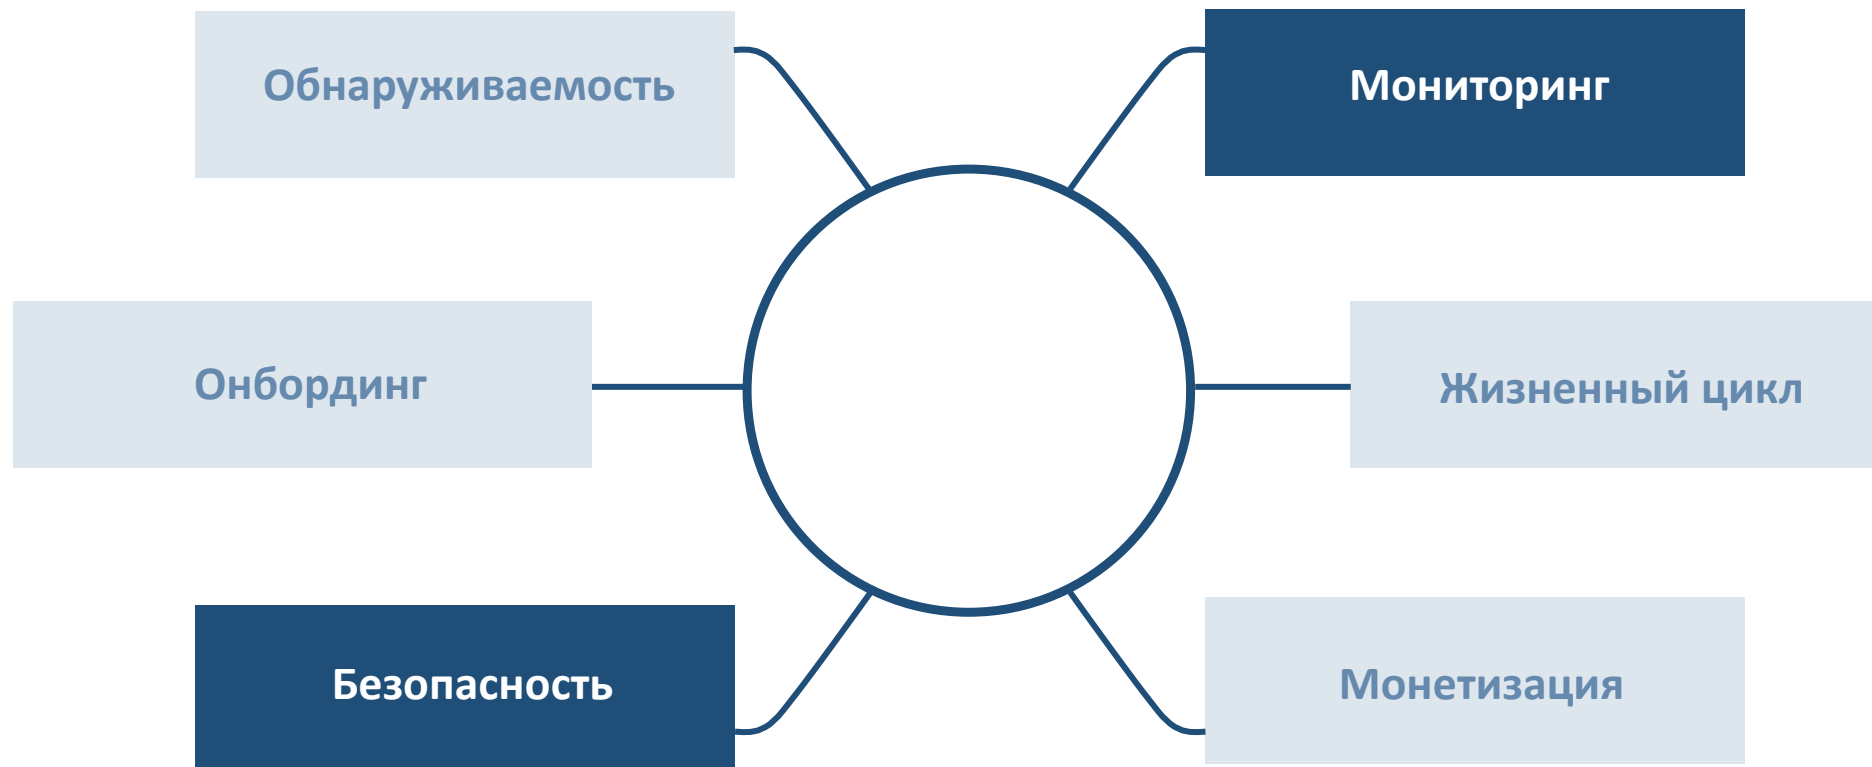 Обнаруживаемость
Мониторинг
Онбординг
Жизненный цикл
Безопасность
Монетизация